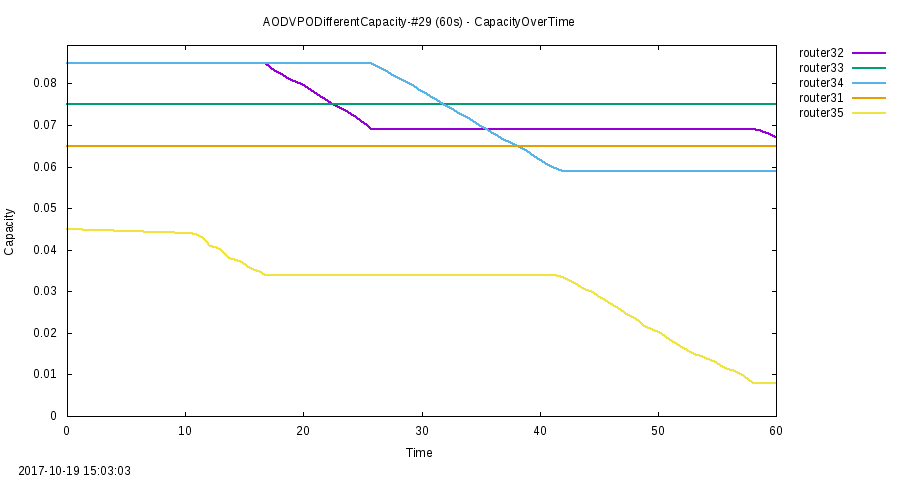 AODVPODifferentCapacity-#29 (60s) - CapacityOverTime
router32
router33
router34
router31
router35
0.08
0.07
0.06
0.05
0.04
0.03
0.02
0.01
0
Capacity
0 10 20 30 40 50 60
Time
2017-10-19 15:03:03